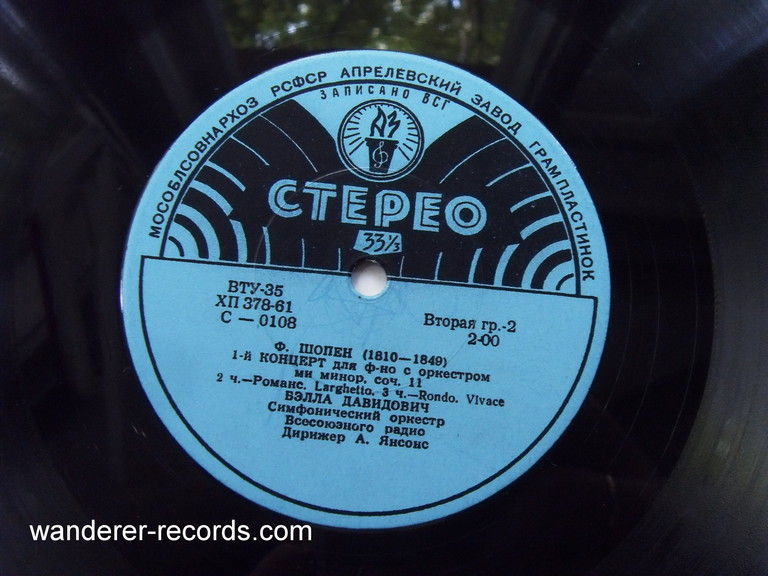 МОСОБЛСОВНАРХОЗ РСФСР АПРЕЛЕВСКИЙ ЗАВОД ГРАМПЛАСТИНОК
ЗАПИСАНО ВСГ
АЗ
СТЕРЕО
33⅓
ВТУ-35
ХП 378-61
С — 0108
Вторая гр.-2
2-00
Ф. ШОПЕН (1810—1849)
1-й КОНЦЕРТ для ф-но с оркестром
ми минор, соч. 11
2 ч.—Романс. Larghetto. 3 ч.—Rondo. Vivace
БЭЛЛА ДАВИДОВИЧ
Симфонический оркестр
Всесоюзного радио
Дирижер А. Янсонс
wanderer-records.com